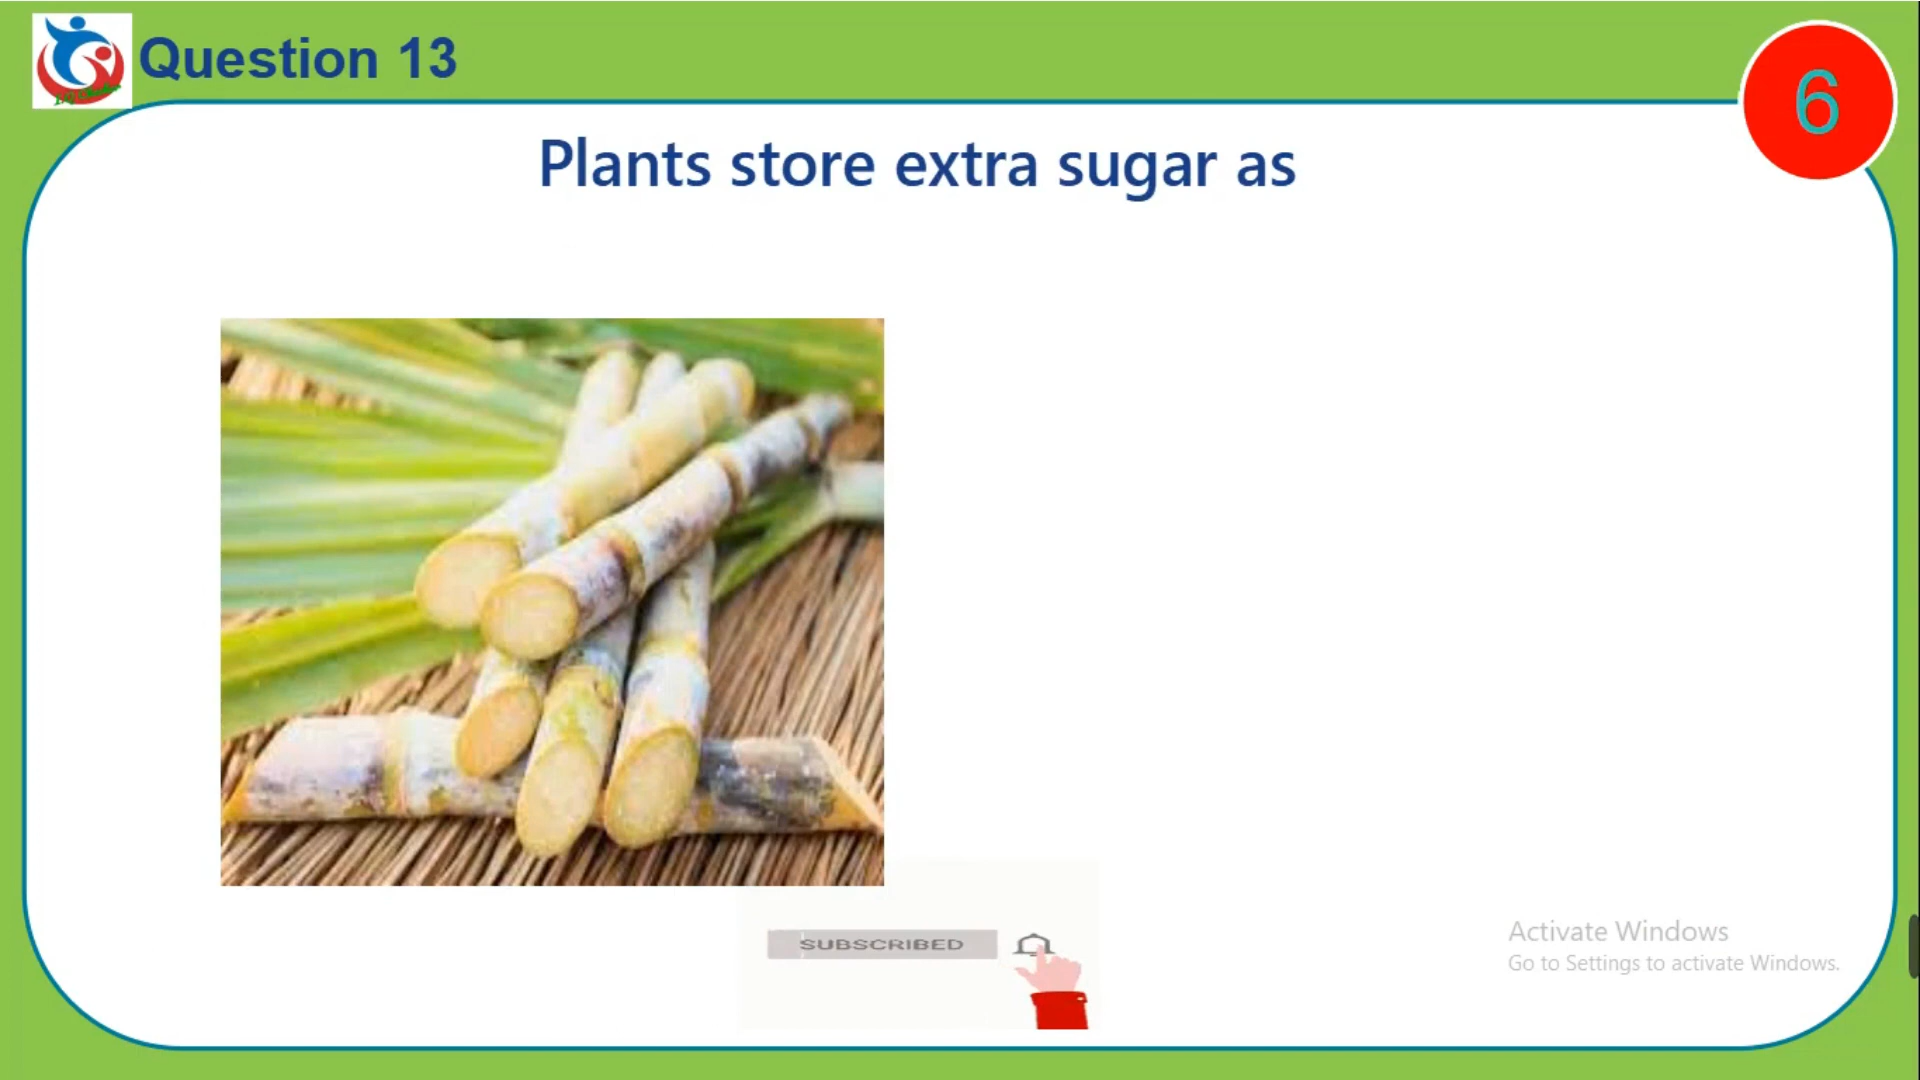 Question 13
6
Plants store extra sugar as
SUBSCRIBED
Activate Windows
Go to Settings to activate Windows.